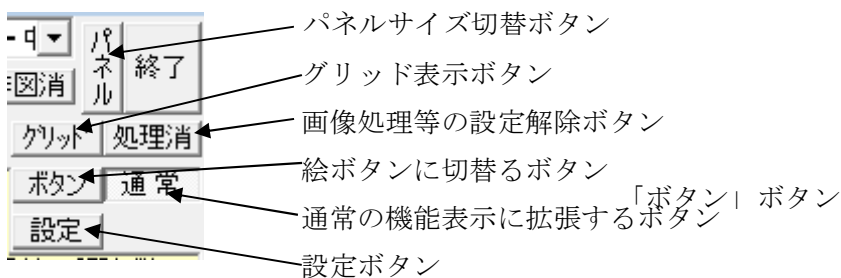 パネル
終了
図消
グリッド
処理消
ボタン
通常
設定
パネルサイズ切替ボタン
グリッド表示ボタン
画像処理等の設定解除ボタン
絵ボタンに切替るボタン
「ボタン」ボタン
通常の機能表示に拡張するボタン
設定ボタン